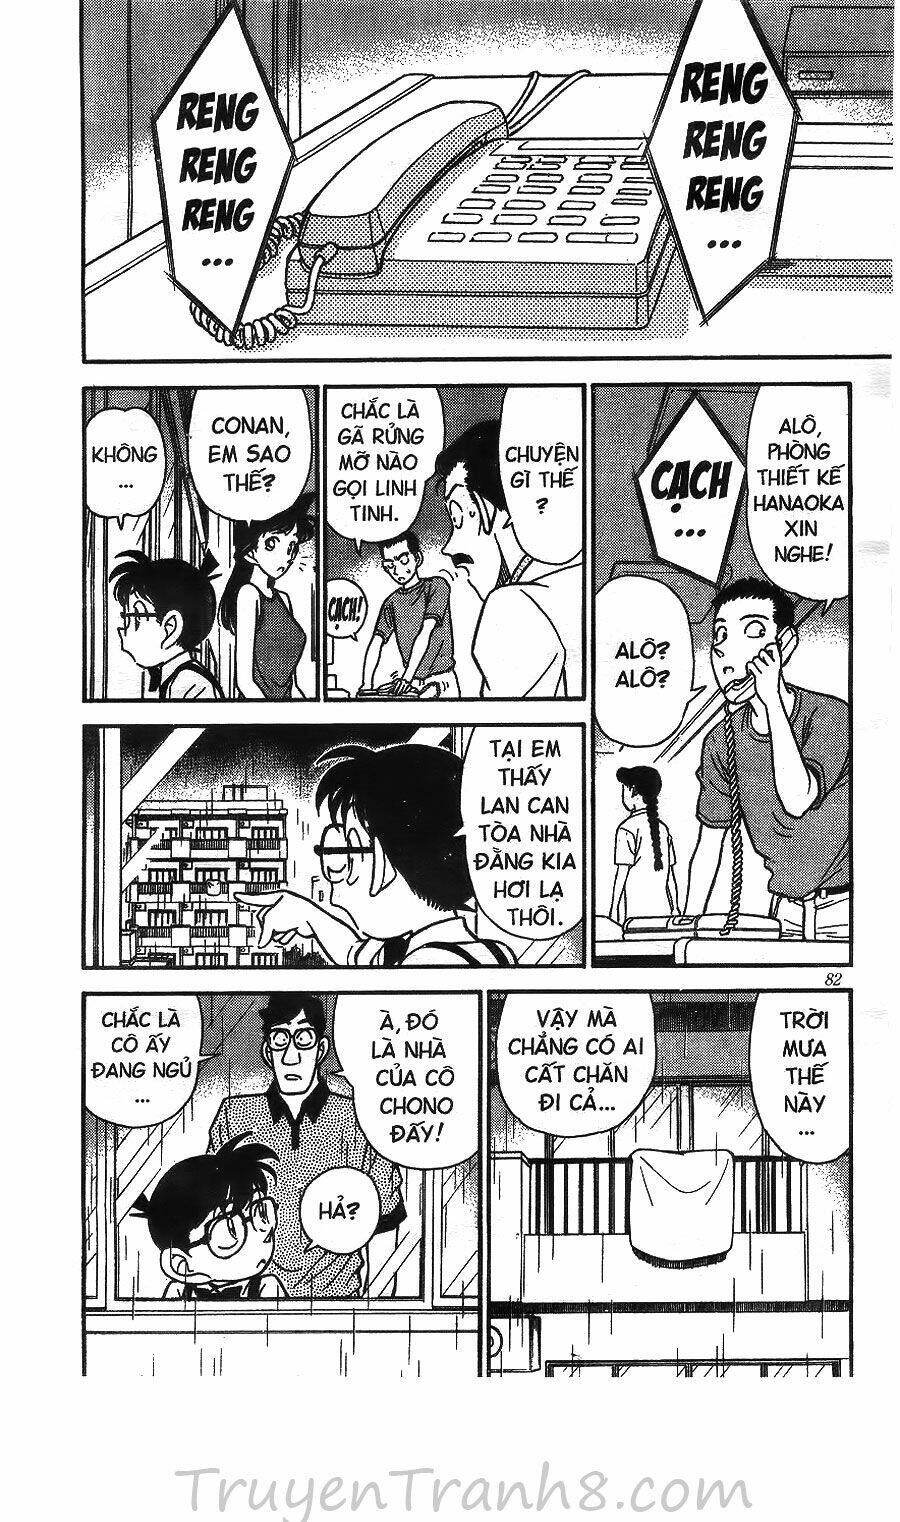 RENG
RENG
RENG
...
RENG
RENG
RENG
...
ALÔ,
PHÒNG
THIẾT KẾ
HANAOKA
XIN
NGHE!
CẠCH
...
ALÔ?
ALÔ?
CHUYỆN
GÌ THẾ
?
CHẮC LÀ
GÃ RỬNG
MỠ NÀO
GỌI LINH
TINH.
CẠCH!
CONAN,
EM SAO
THẾ?
KHÔNG
...
TẠI EM
THẤY
LAN CAN
TÒA NHÀ
ĐẰNG KIA
HƠI LẠ
THÔI.
82
TRỜI
MƯA
THẾ
NÀY
...
VẬY MÀ
CHẲNG CÓ AI
CẤT CHĂN
ĐI CẢ...
À, ĐÓ
LÀ NHÀ
CỦA CÔ
CHONO
ĐẤY!
CHẮC LÀ
CÔ ẤY
ĐANG NGỦ
...
HẢ?
TruyenTranh8.com